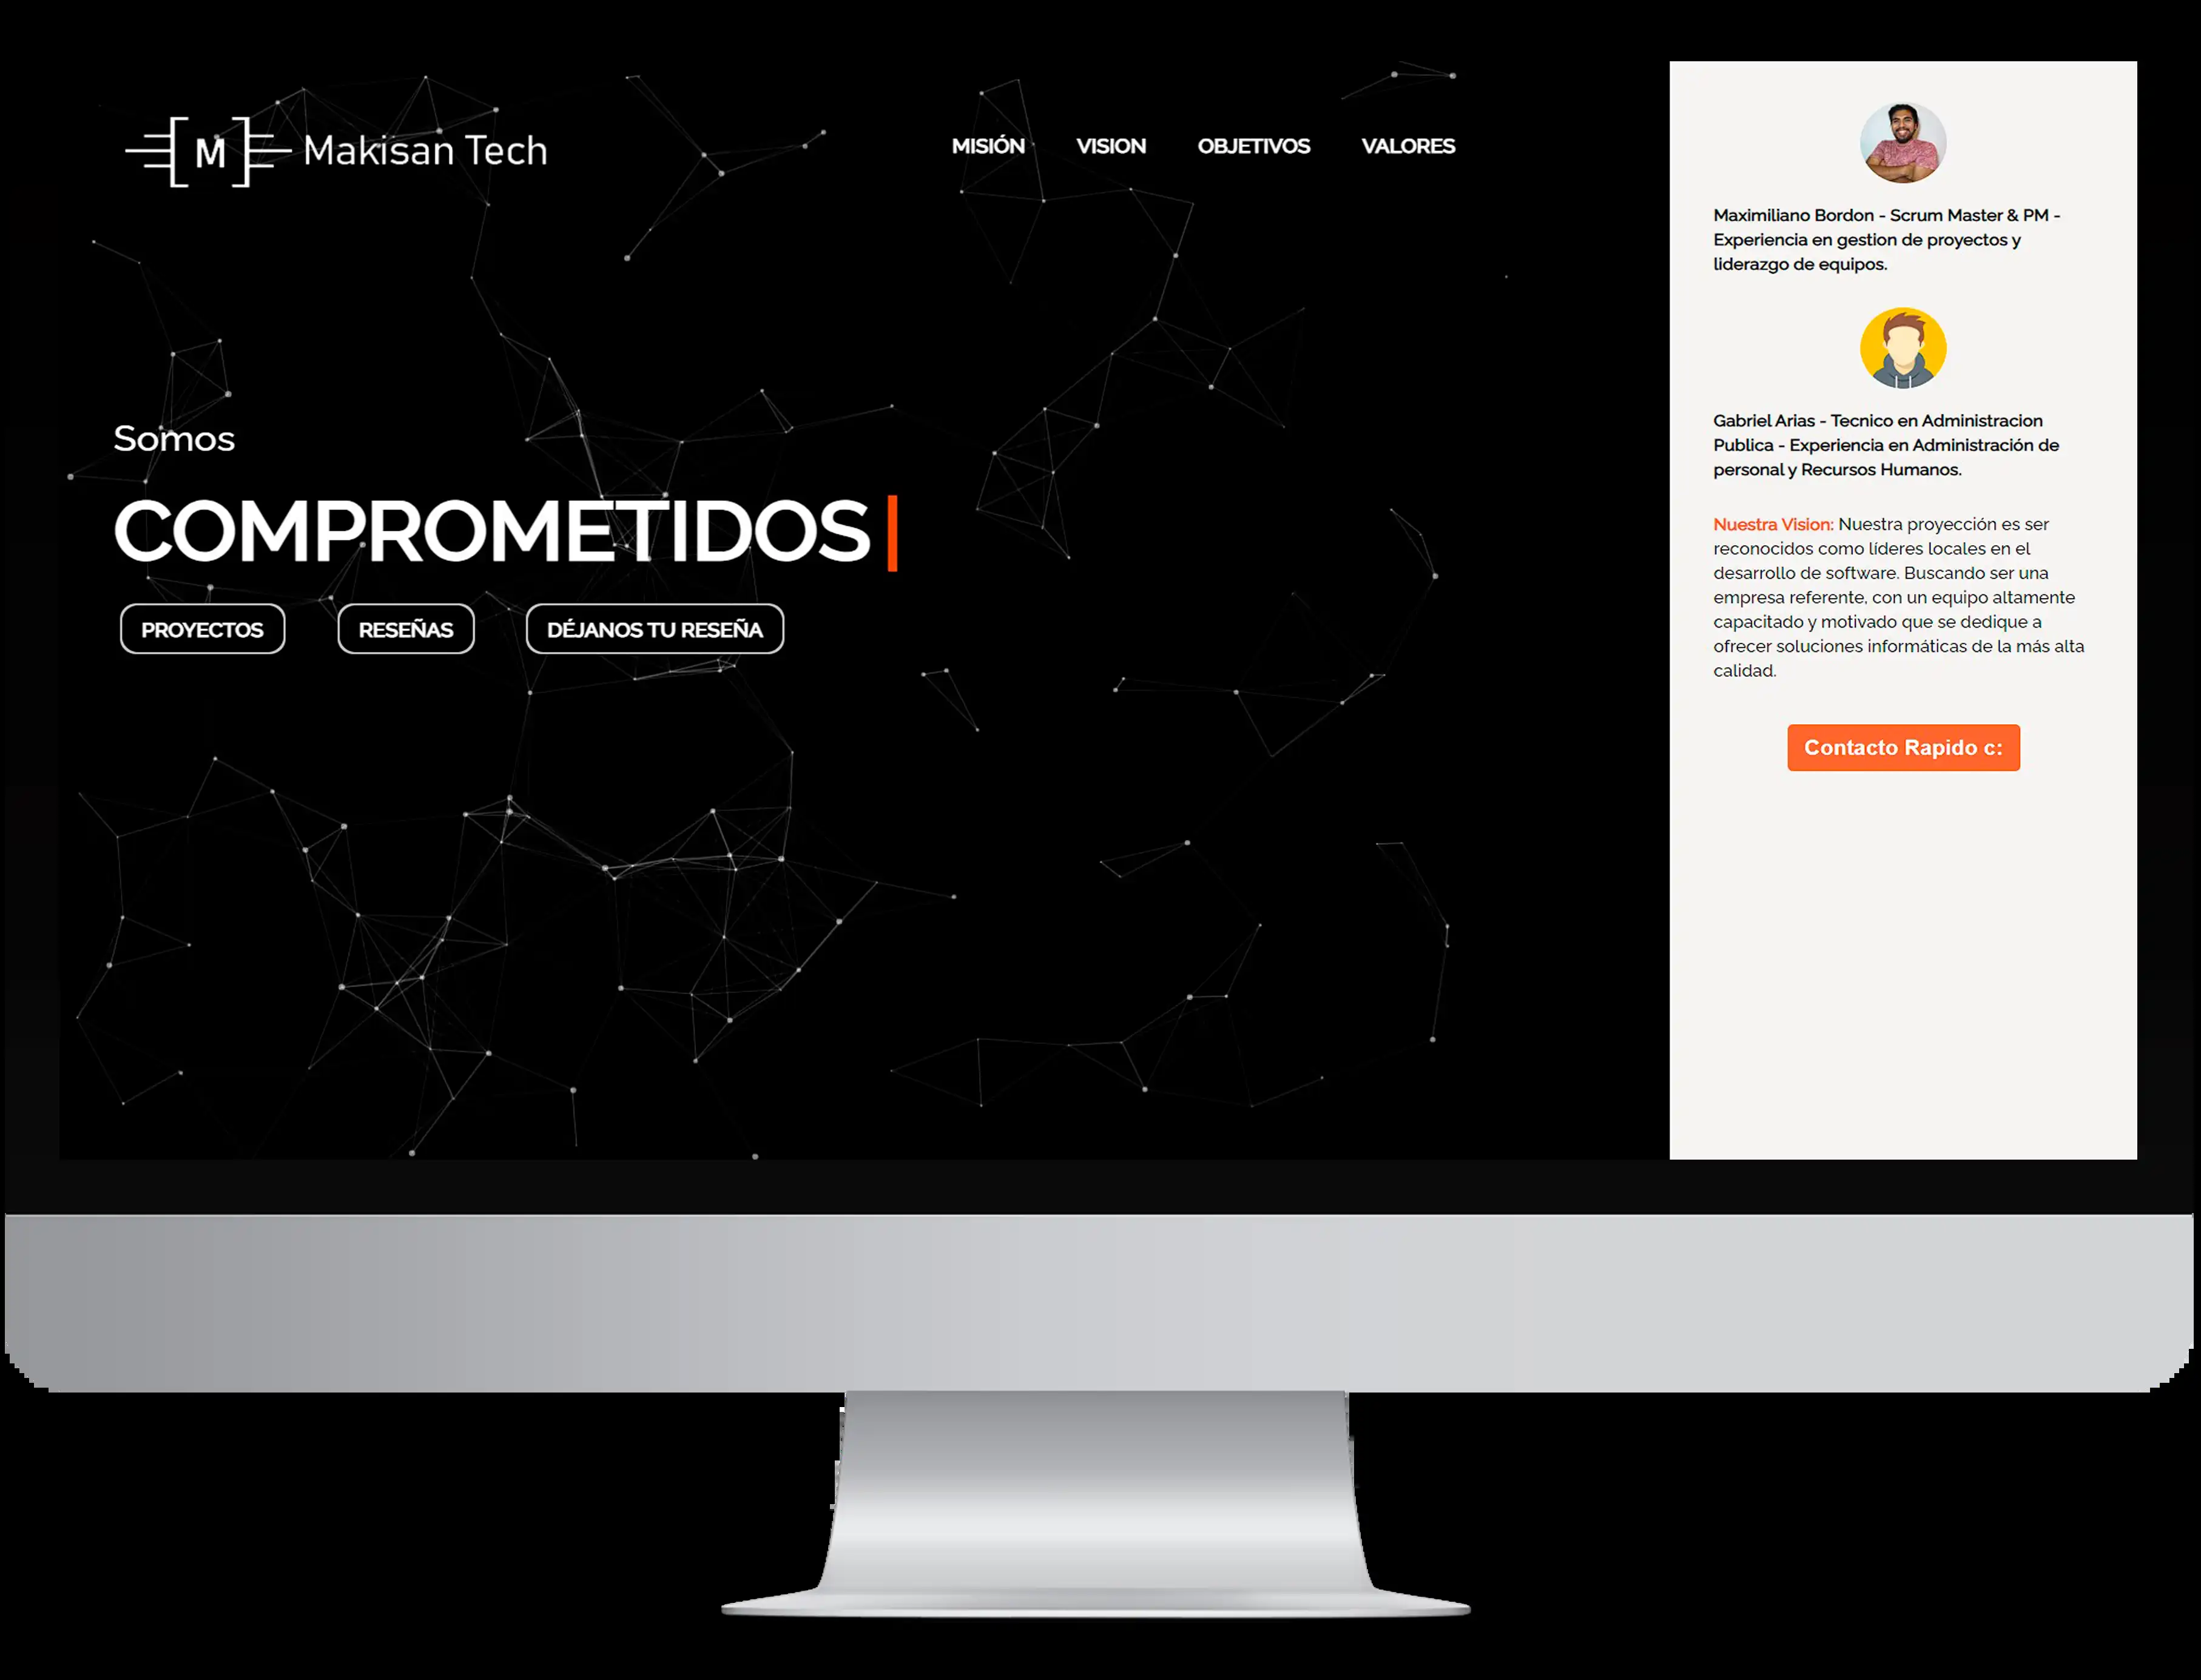 [M] Makisan Tech
MISIÓN VISION OBJETIVOS VALORES
Somos
COMPROMETIDOS
PROYECTOS RESEÑAS DÉJANOS TU RESEÑA
Maximiliano Bordon - Scrum Master & PM -
Experiencia en gestion de proyectos y
liderazgo de equipos.
Gabriel Arias - Tecnico en Administracion
Publica - Experiencia en Administración de
personal y Recursos Humanos.
Nuestra Vision: Nuestra proyección es ser
reconocidos como líderes locales en el
desarrollo de software. Buscando ser una
empresa referente, con un equipo altamente
capacitado y motivado que se dedique a
ofrecer soluciones informáticas de la más alta
calidad.
Contacto Rapido c: